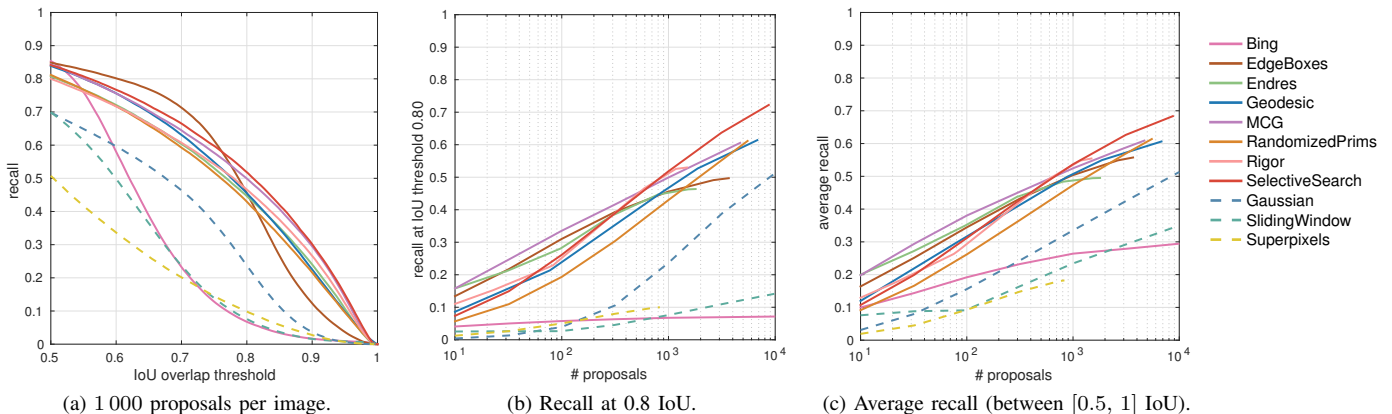 1
0.9
0.8
0.7
0.6
0.5
0.4
0.3
0.2
0.1
0
recall
0.5 0.6 0.7 0.8 0.9 1
IoU overlap threshold
(a) 1 000 proposals per image.
1
0.9
0.8
0.7
0.6
0.5
0.4
0.3
0.2
0.1
0
recall at IoU threshold 0.80
10^1 10^2 10^3 10^4
# proposals
(b) Recall at 0.8 IoU.
1
0.9
0.8
0.7
0.6
0.5
0.4
0.3
0.2
0.1
0
average recall
10^1 10^2 10^3 10^4
# proposals
(c) Average recall (between [0.5, 1] IoU).
Bing
EdgeBoxes
Endres
Geodesic
MCG
RandomizedPrims
Rigor
SelectiveSearch
Gaussian
SlidingWindow
Superpixels